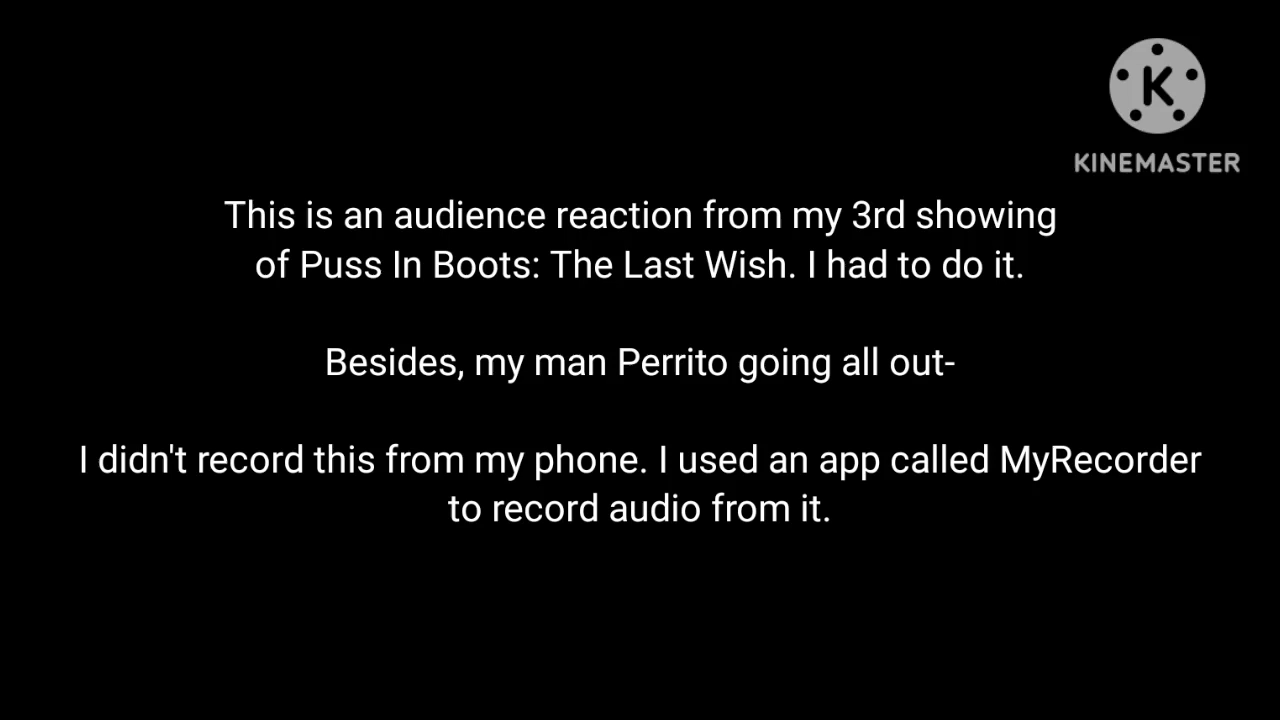 K
KINEMASTER
This is an audience reaction from my 3rd showing
of Puss In Boots: The Last Wish. I had to do it.
Besides, my man Perrito going all out-
I didn't record this from my phone. I used an app called MyRecorder
to record audio from it.